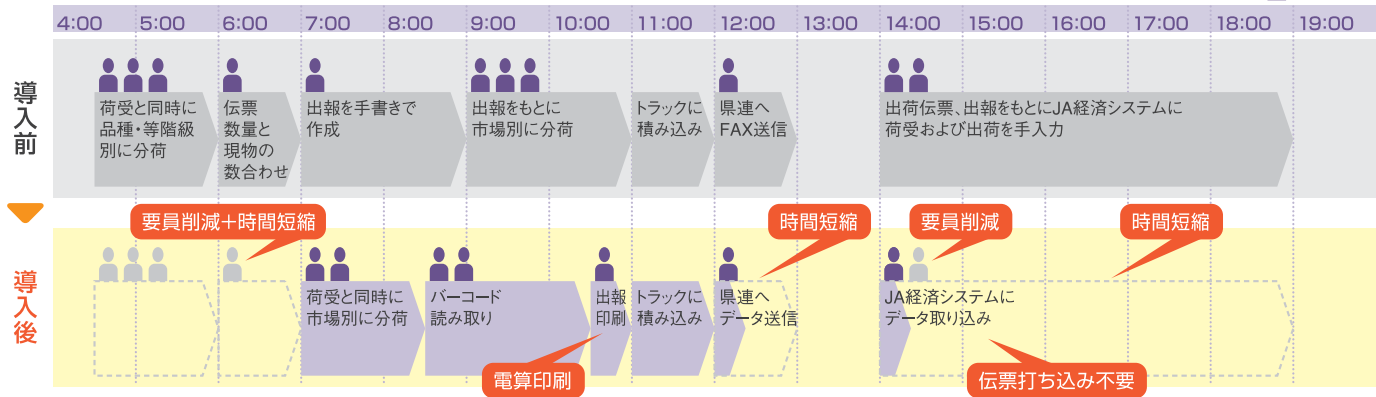 4:00 5:00 6:00 7:00 8:00 9:00 10:00 11:00 12:00 13:00 14:00 15:00 16:00 17:00 18:00 19:00
導入前
荷受と同時に
品種・等階級
別に分荷
伝票
数量と
現物の
数合わせ
出報を手書きで
作成
出報をもとに
市場別に分荷
トラックに
積み込み
県連へ
FAX送信
出荷伝票、出報をもとにJA経済システムに
荷受および出荷を手入力
導入後
要員削減+時間短縮
時間短縮
要員削減
時間短縮
荷受と同時に
市場別に分荷
バーコード
読み取り
出報
印刷
トラックに
積み込み
県連へ
データ送信
JA経済システムに
データ取り込み
電算印刷
伝票打ち込み不要